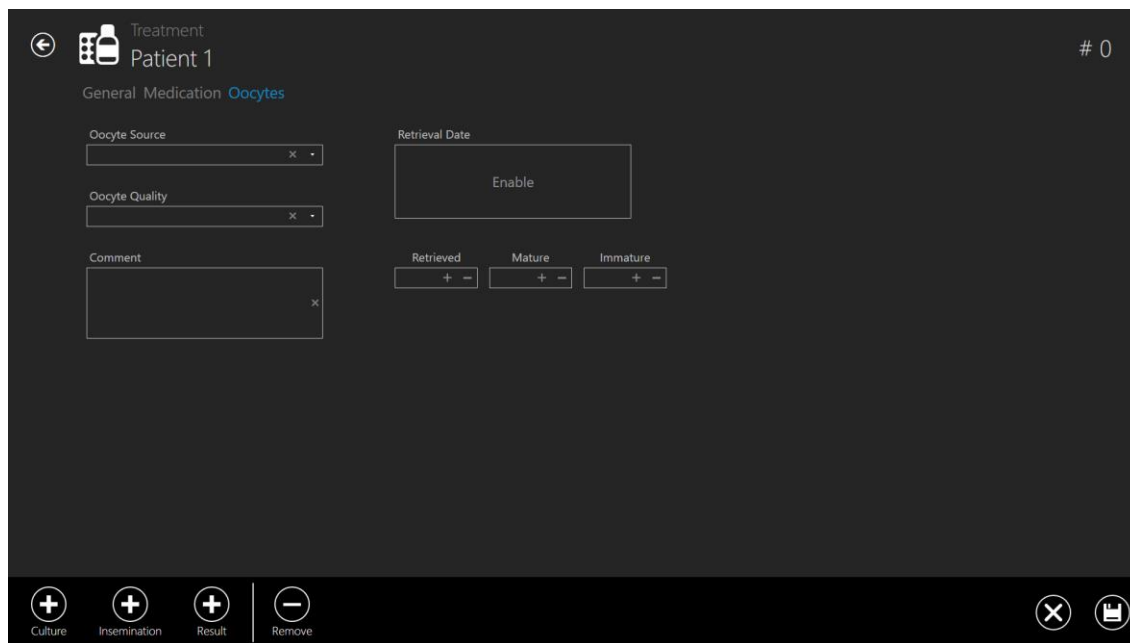 Treatment
Patient 1
# 0
General Medication Oocytes
Oocyte Source
Retrieval Date
Enable
Oocyte Quality
Comment
Retrieved Mature Immature
Culture Insemination Result Remove